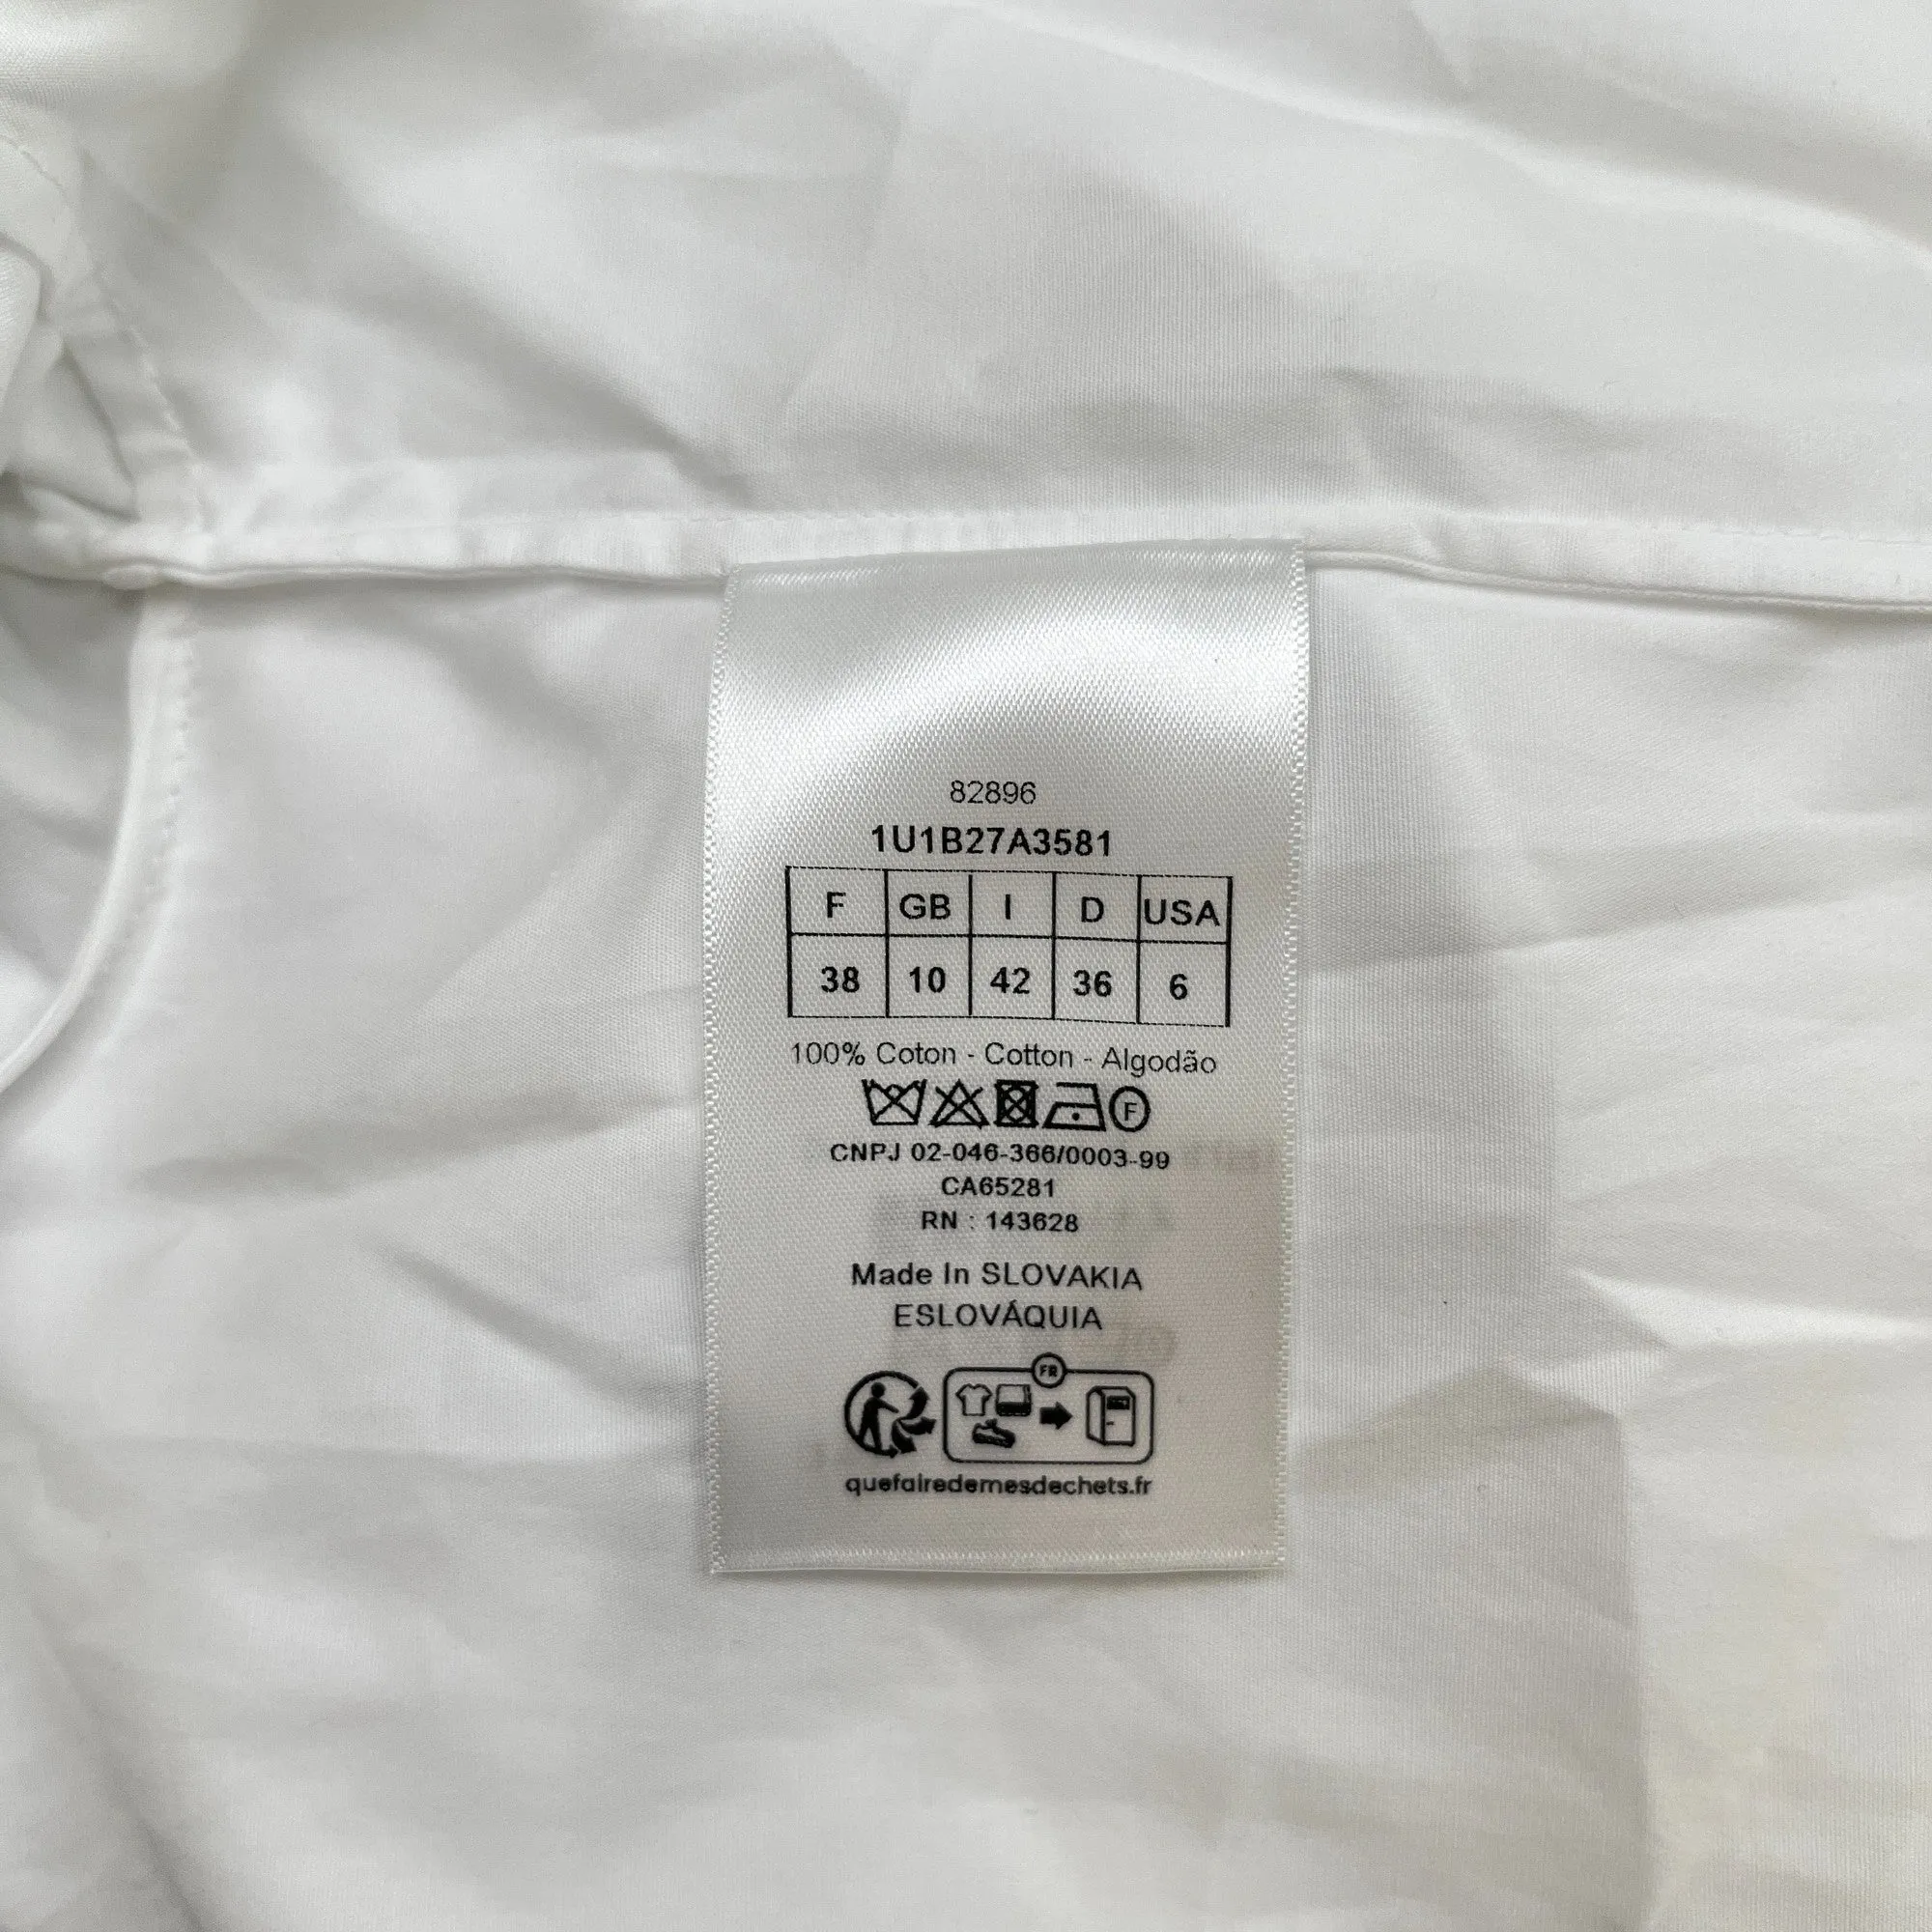 82896
1U1B27A3581
F GB I D USA
38 10 42 36 6
100% Coton - Cotton - Algodão
F
CNPJ 02-046-366/0003-99
CA65281
RN : 143628
Made In SLOVAKIA
ESLOVÁQUIA
FR
quefairedemesdechets.fr